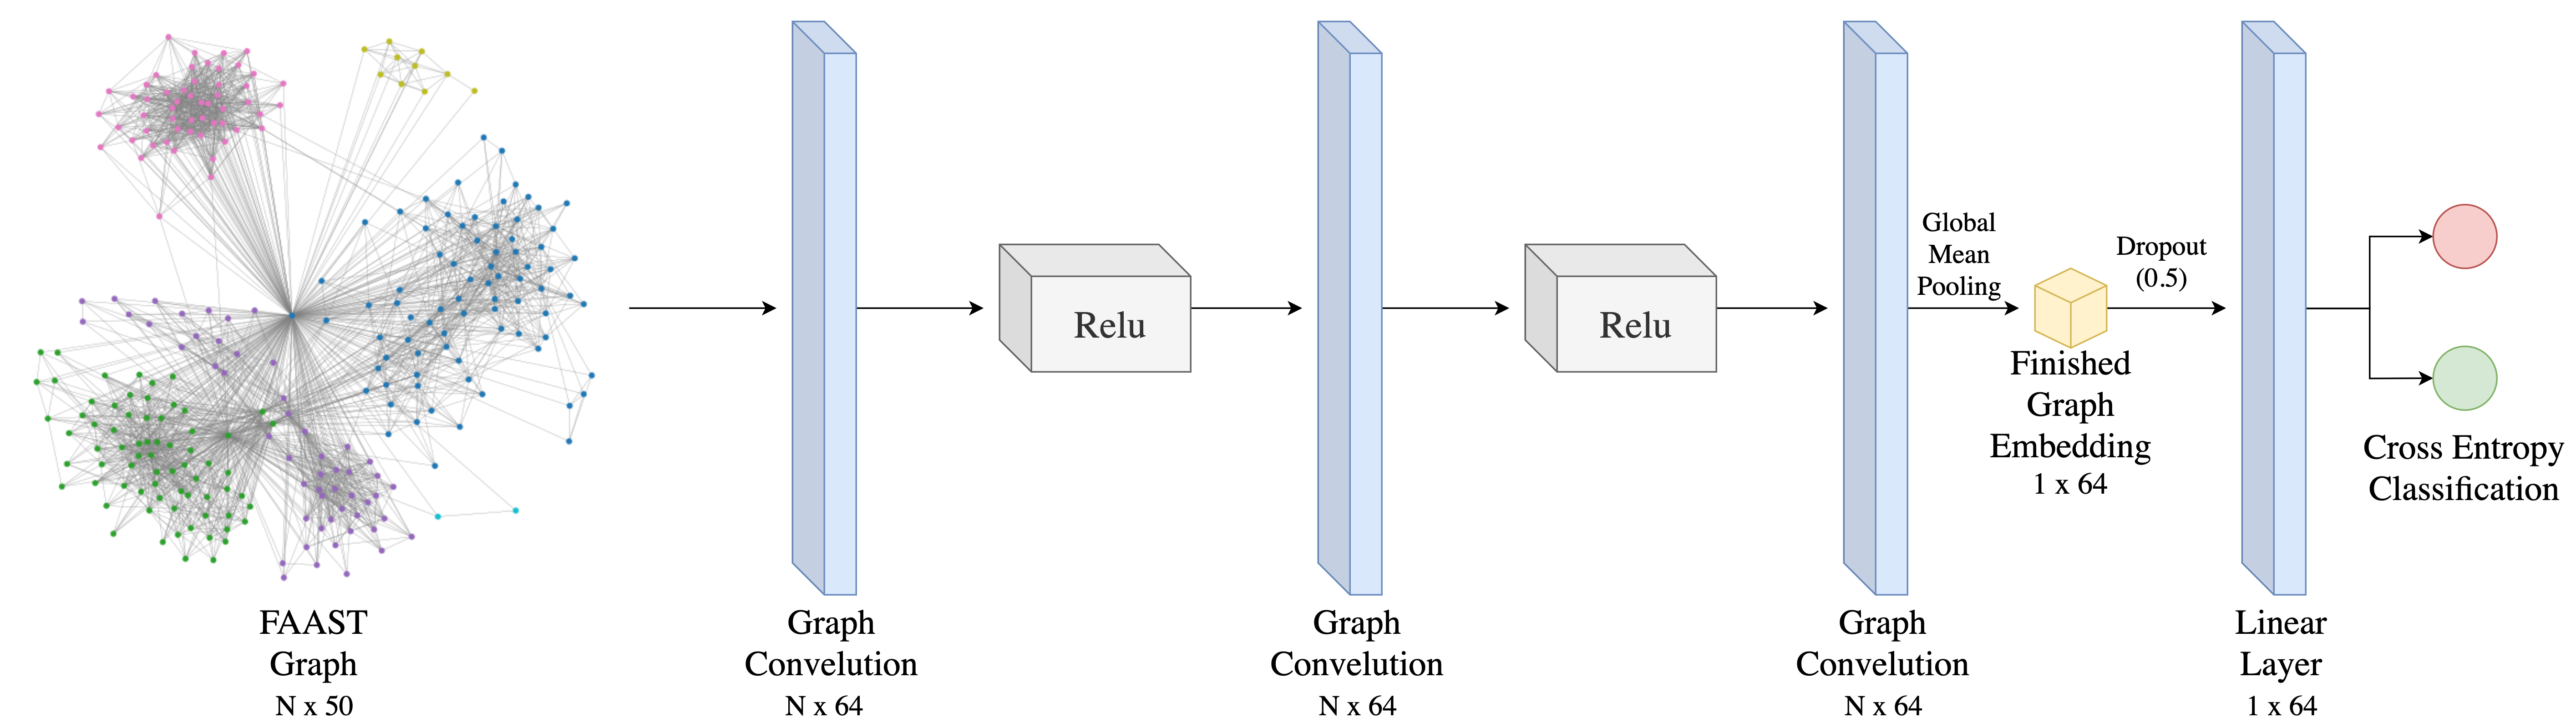 FAAST
Graph
N x 50
Graph
Convelution
N x 64
Relu
Graph
Convelution
N x 64
Relu
Graph
Convelution
N x 64
Global
Mean
Pooling
Finished
Graph
Embedding
1 x 64
Dropout
(0.5)
Linear
Layer
1 x 64
Cross Entropy
Classification